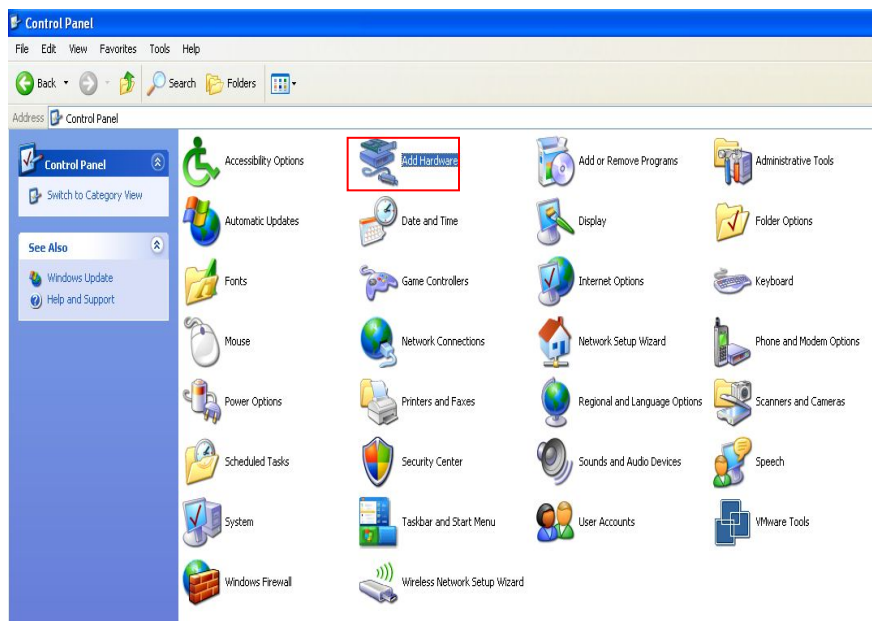 Control Panel
File Edit View Favorites Tools Help
Back Search Folders
Address Control Panel
Control Panel
Switch to Category View
See Also
Windows Update
Help and Support
Accessibility Options Add Hardware Add or Remove Programs Administrative Tools
Automatic Updates Date and Time Display Folder Options
Fonts Game Controllers Internet Options Keyboard
Mouse Network Connections Network Setup Wizard Phone and Modem Options
Power Options Printers and Faxes Regional and Language Options Scanners and Cameras
Scheduled Tasks Security Center Sounds and Audio Devices Speech
System Taskbar and Start Menu User Accounts VMware Tools
Windows Firewall Wireless Network Setup Wizard